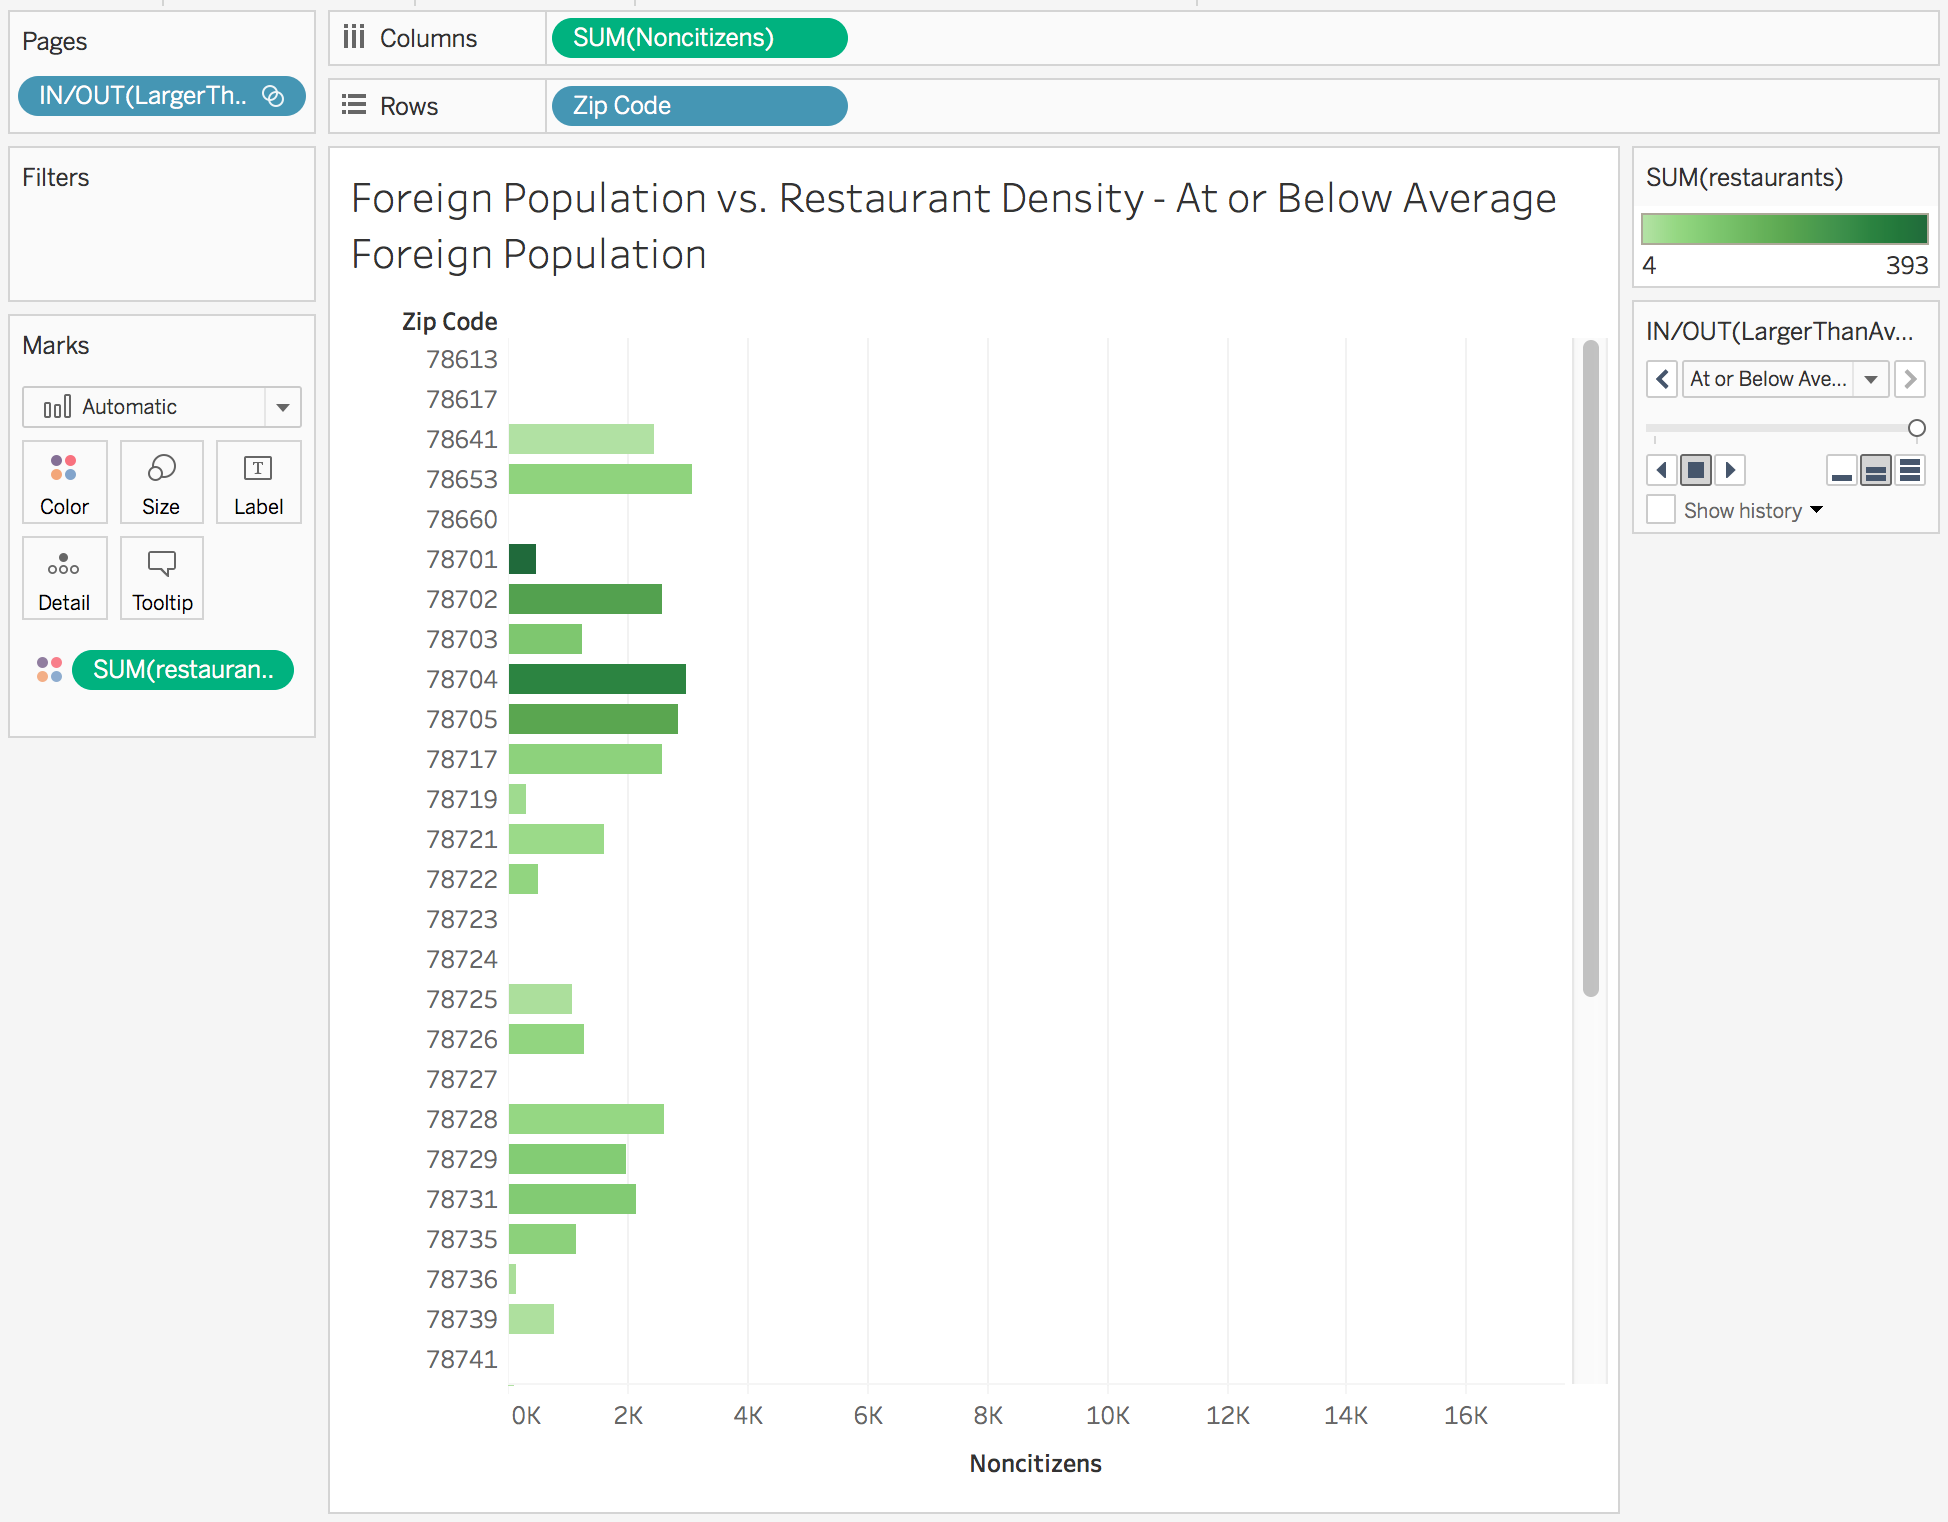 Pages
IN/OUT(LargerTh..
Columns
SUM(Noncitizens)
Rows
Zip Code
Filters
Marks
Automatic
Color
Size
T
Label
Detail
Tooltip
SUM(restauran..
Foreign Population vs. Restaurant Density - At or Below Average
Foreign Population
Zip Code
78613
78617
78641
78653
78660
78701
78702
78703
78704
78705
78717
78719
78721
78722
78723
78724
78725
78726
78727
78728
78729
78731
78735
78736
78739
78741
0K 2K 4K 6K 8K 10K 12K 14K 16K
Noncitizens
SUM(restaurants)
4 393
IN/OUT(LargerThanAv...
At or Below Ave...
Show history